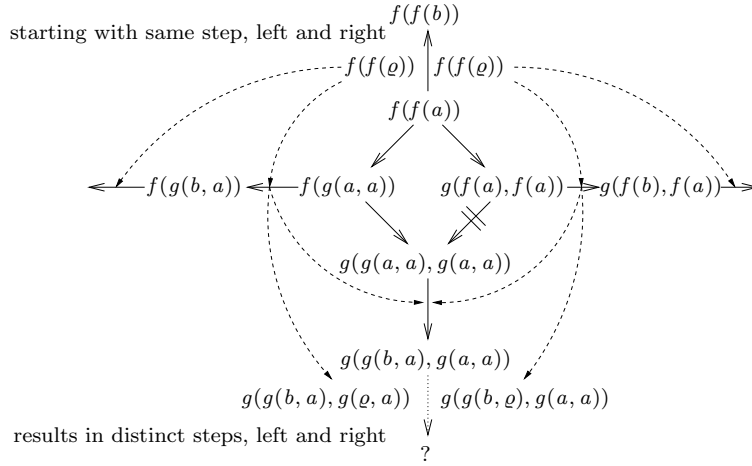 f(f(b))
starting with same step, left and right
f(f(ϱ)) f(f(ϱ))
f(f(a))
f(g(b, a)) f(g(a, a)) g(f(a), f(a)) g(f(b), f(a))
g(g(a, a), g(a, a))
g(g(b, a), g(a, a))
g(g(b, a), g(ϱ, a)) g(g(b, ϱ), g(a, a))
results in distinct steps, left and right
?